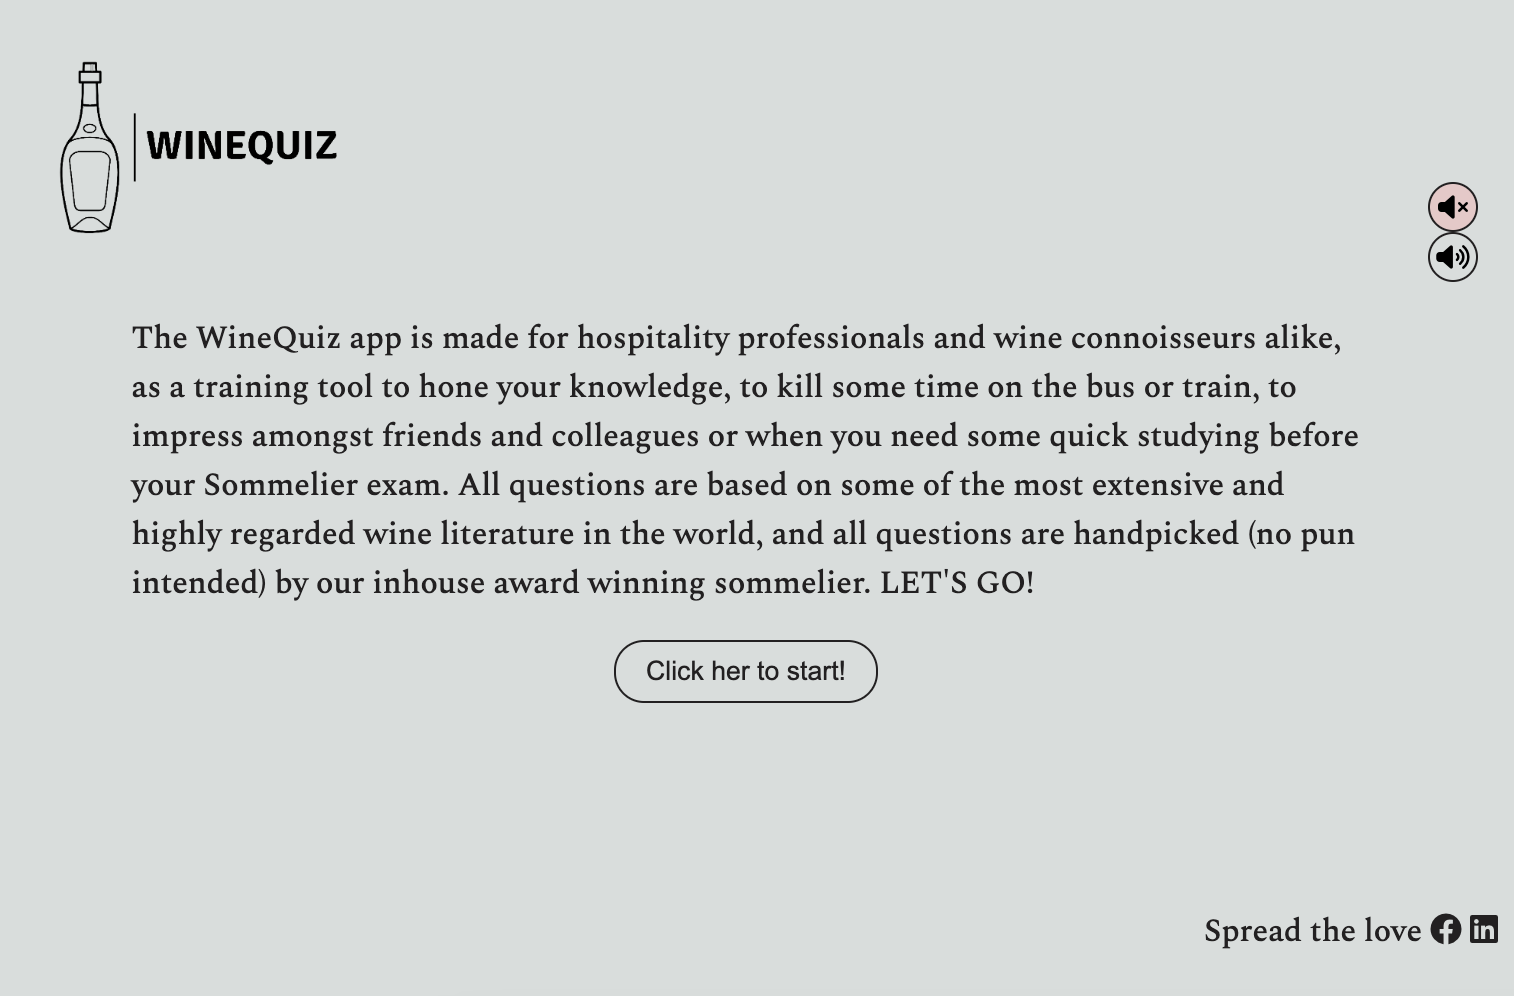 WINEQUIZ
The WineQuiz app is made for hospitality professionals and wine connoisseurs alike,
as a training tool to hone your knowledge, to kill some time on the bus or train, to
impress amongst friends and colleagues or when you need some quick studying before
your Sommelier exam. All questions are based on some of the most extensive and
highly regarded wine literature in the world, and all questions are handpicked (no pun
intended) by our inhouse award winning sommelier. LET'S GO!
Click her to start!
Spread the love